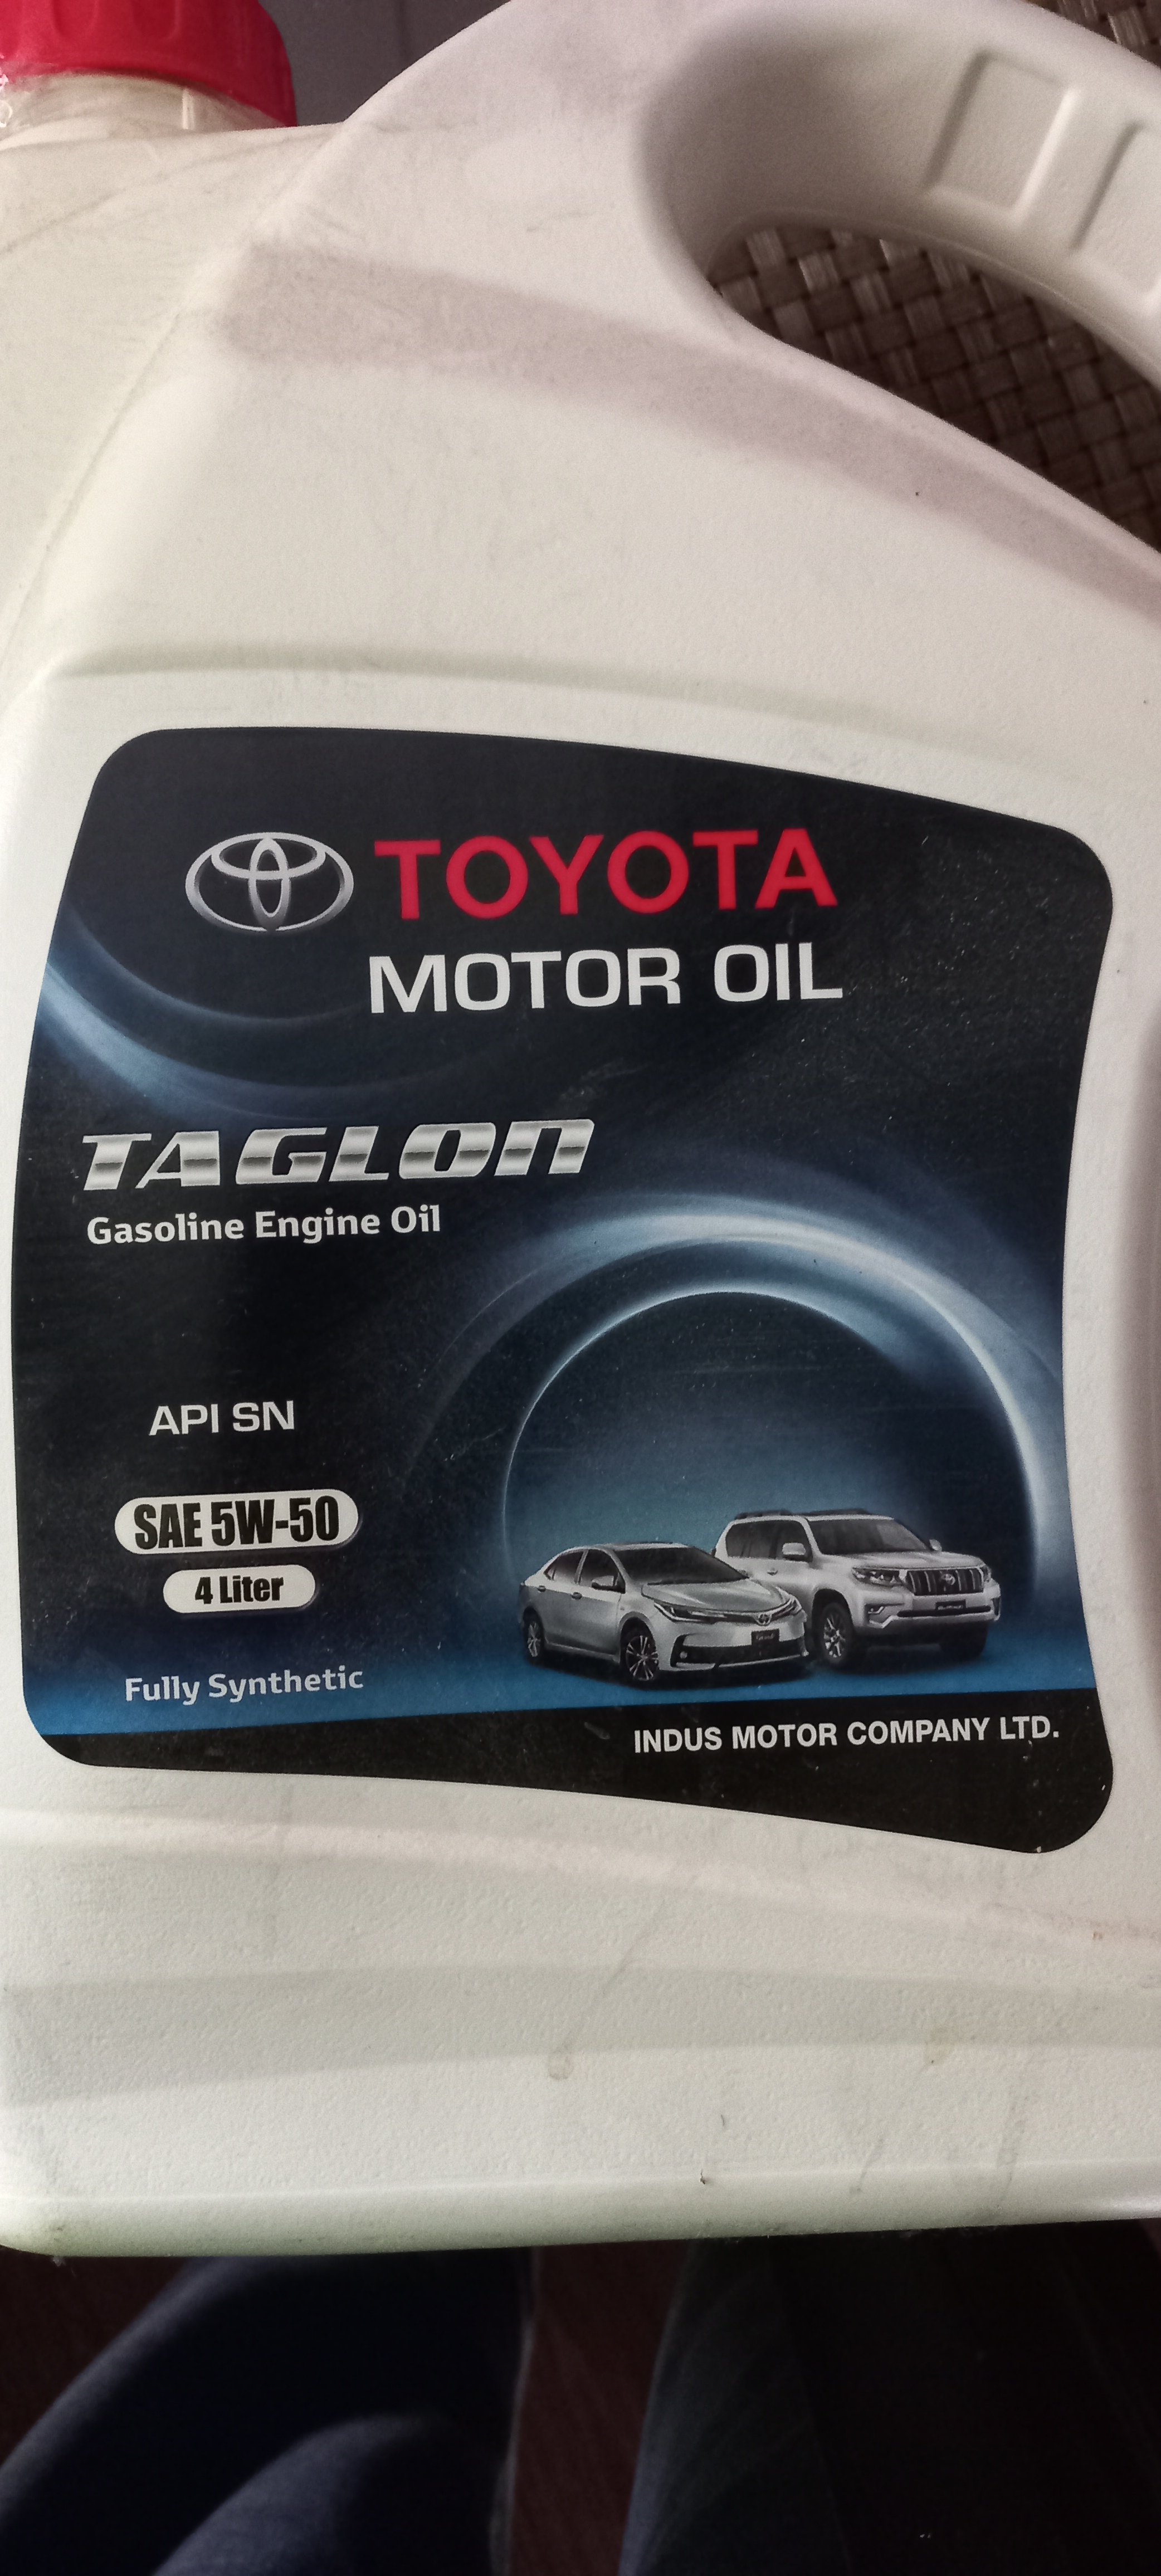 TOYOTA
MOTOR OIL
TAGLON
Gasoline Engine Oil
API SN
SAE 5W-50
4 Liter
Fully Synthetic
INDUS MOTOR COMPANY LTD.